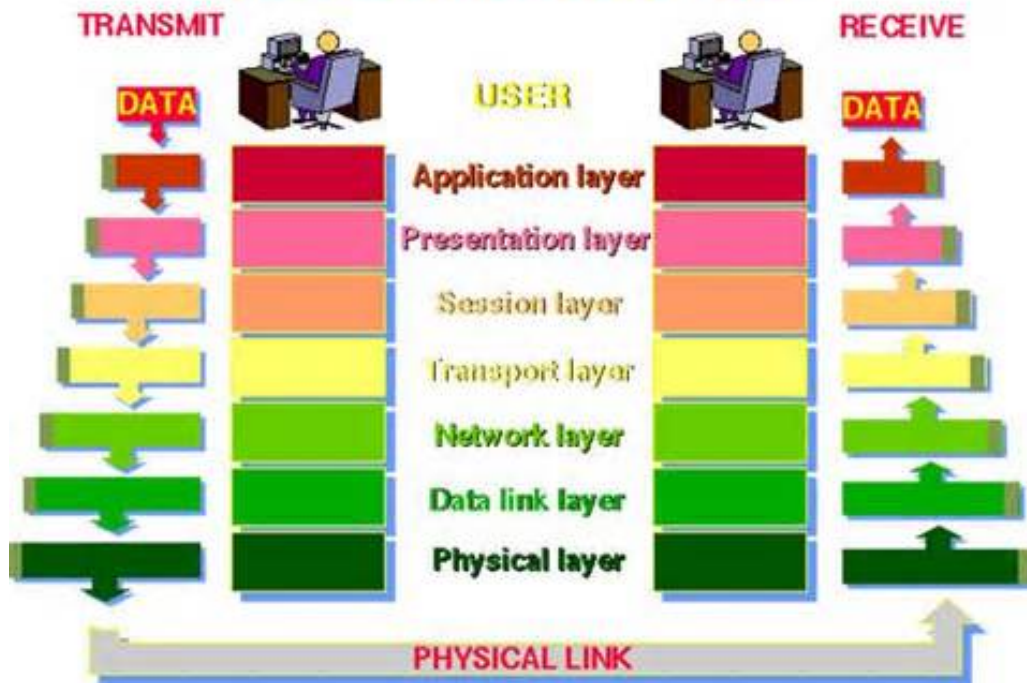 TRANSMIT
RECEIVE
DATA
USER
DATA
Application layer
Presentation layer
Session layer
Transport layer
Network layer
Data link layer
Physical layer
PHYSICAL LINK